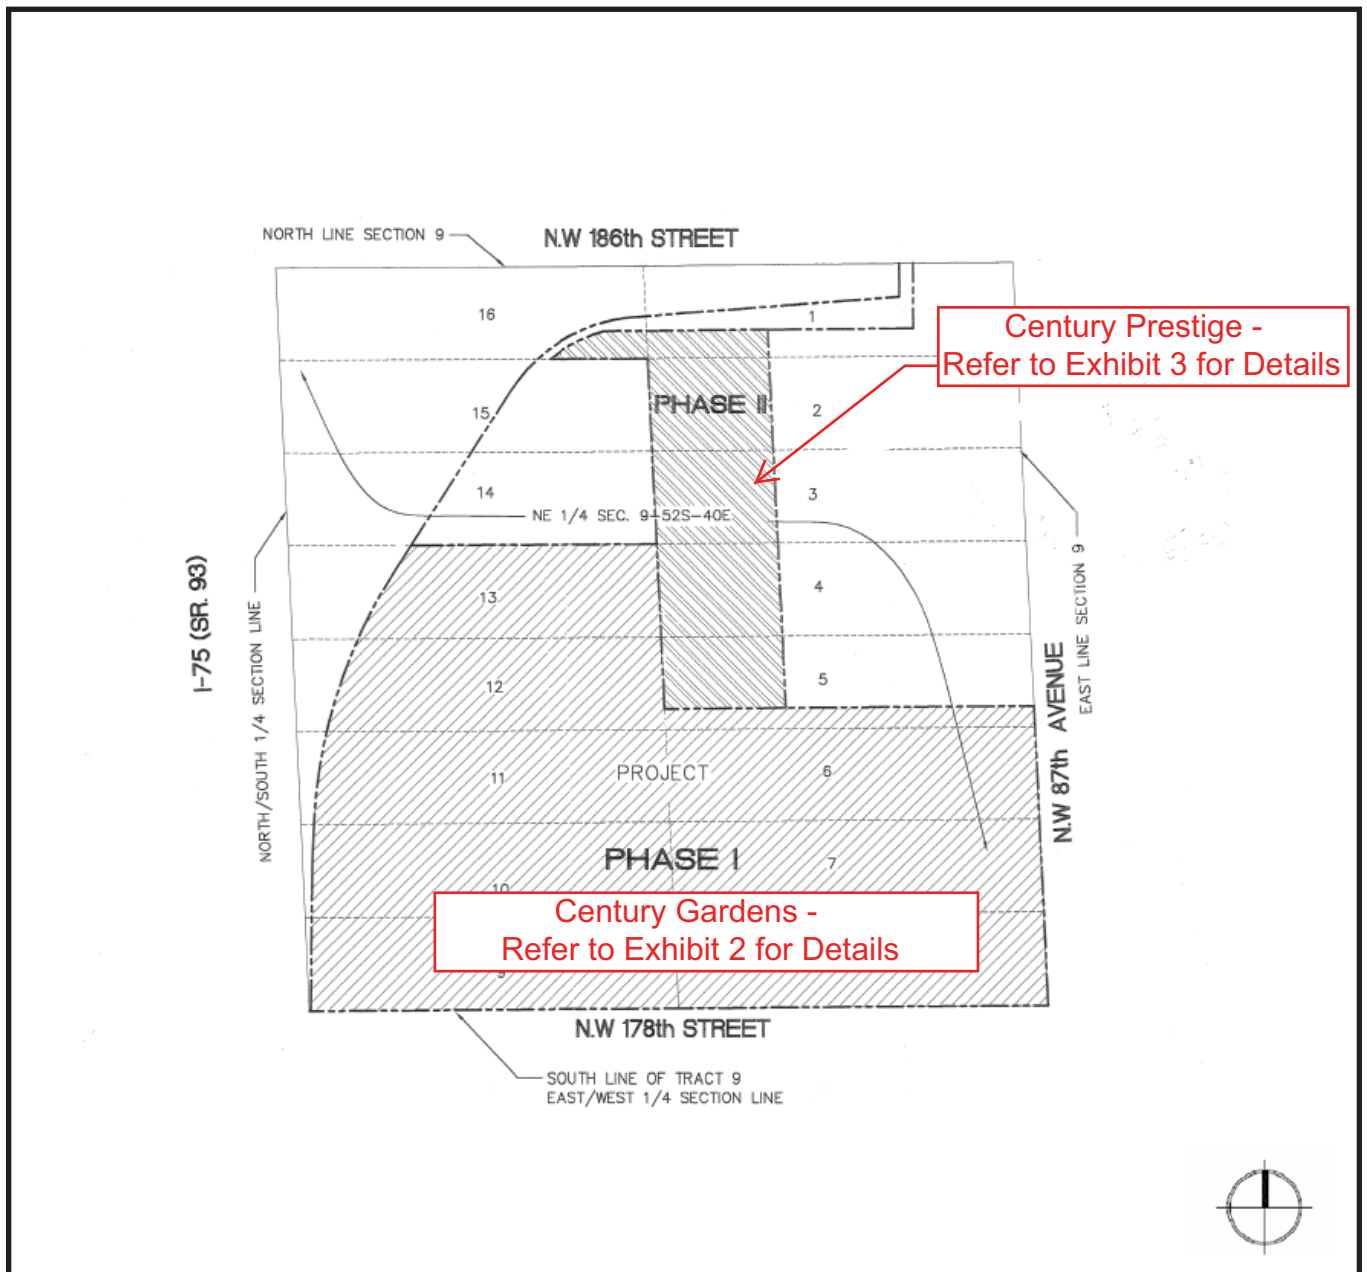 NORTH LINE SECTION 9
N.W 186th STREET
16
1
Century Prestige -
Refer to Exhibit 3 for Details
PHASE II
15
2
14
3
NE 1/4 SEC. 9-52S-40E
I-75 (SR. 93)
NORTH/SOUTH 1/4 SECTION LINE
EAST LINE SECTION 9
N.W 87th AVENUE
13
4
12
5
11
PROJECT
6
PHASE I
7
10
Century Gardens -
Refer to Exhibit 2 for Details
9
N.W 178th STREET
SOUTH LINE OF TRACT 9
EAST/WEST 1/4 SECTION LINE